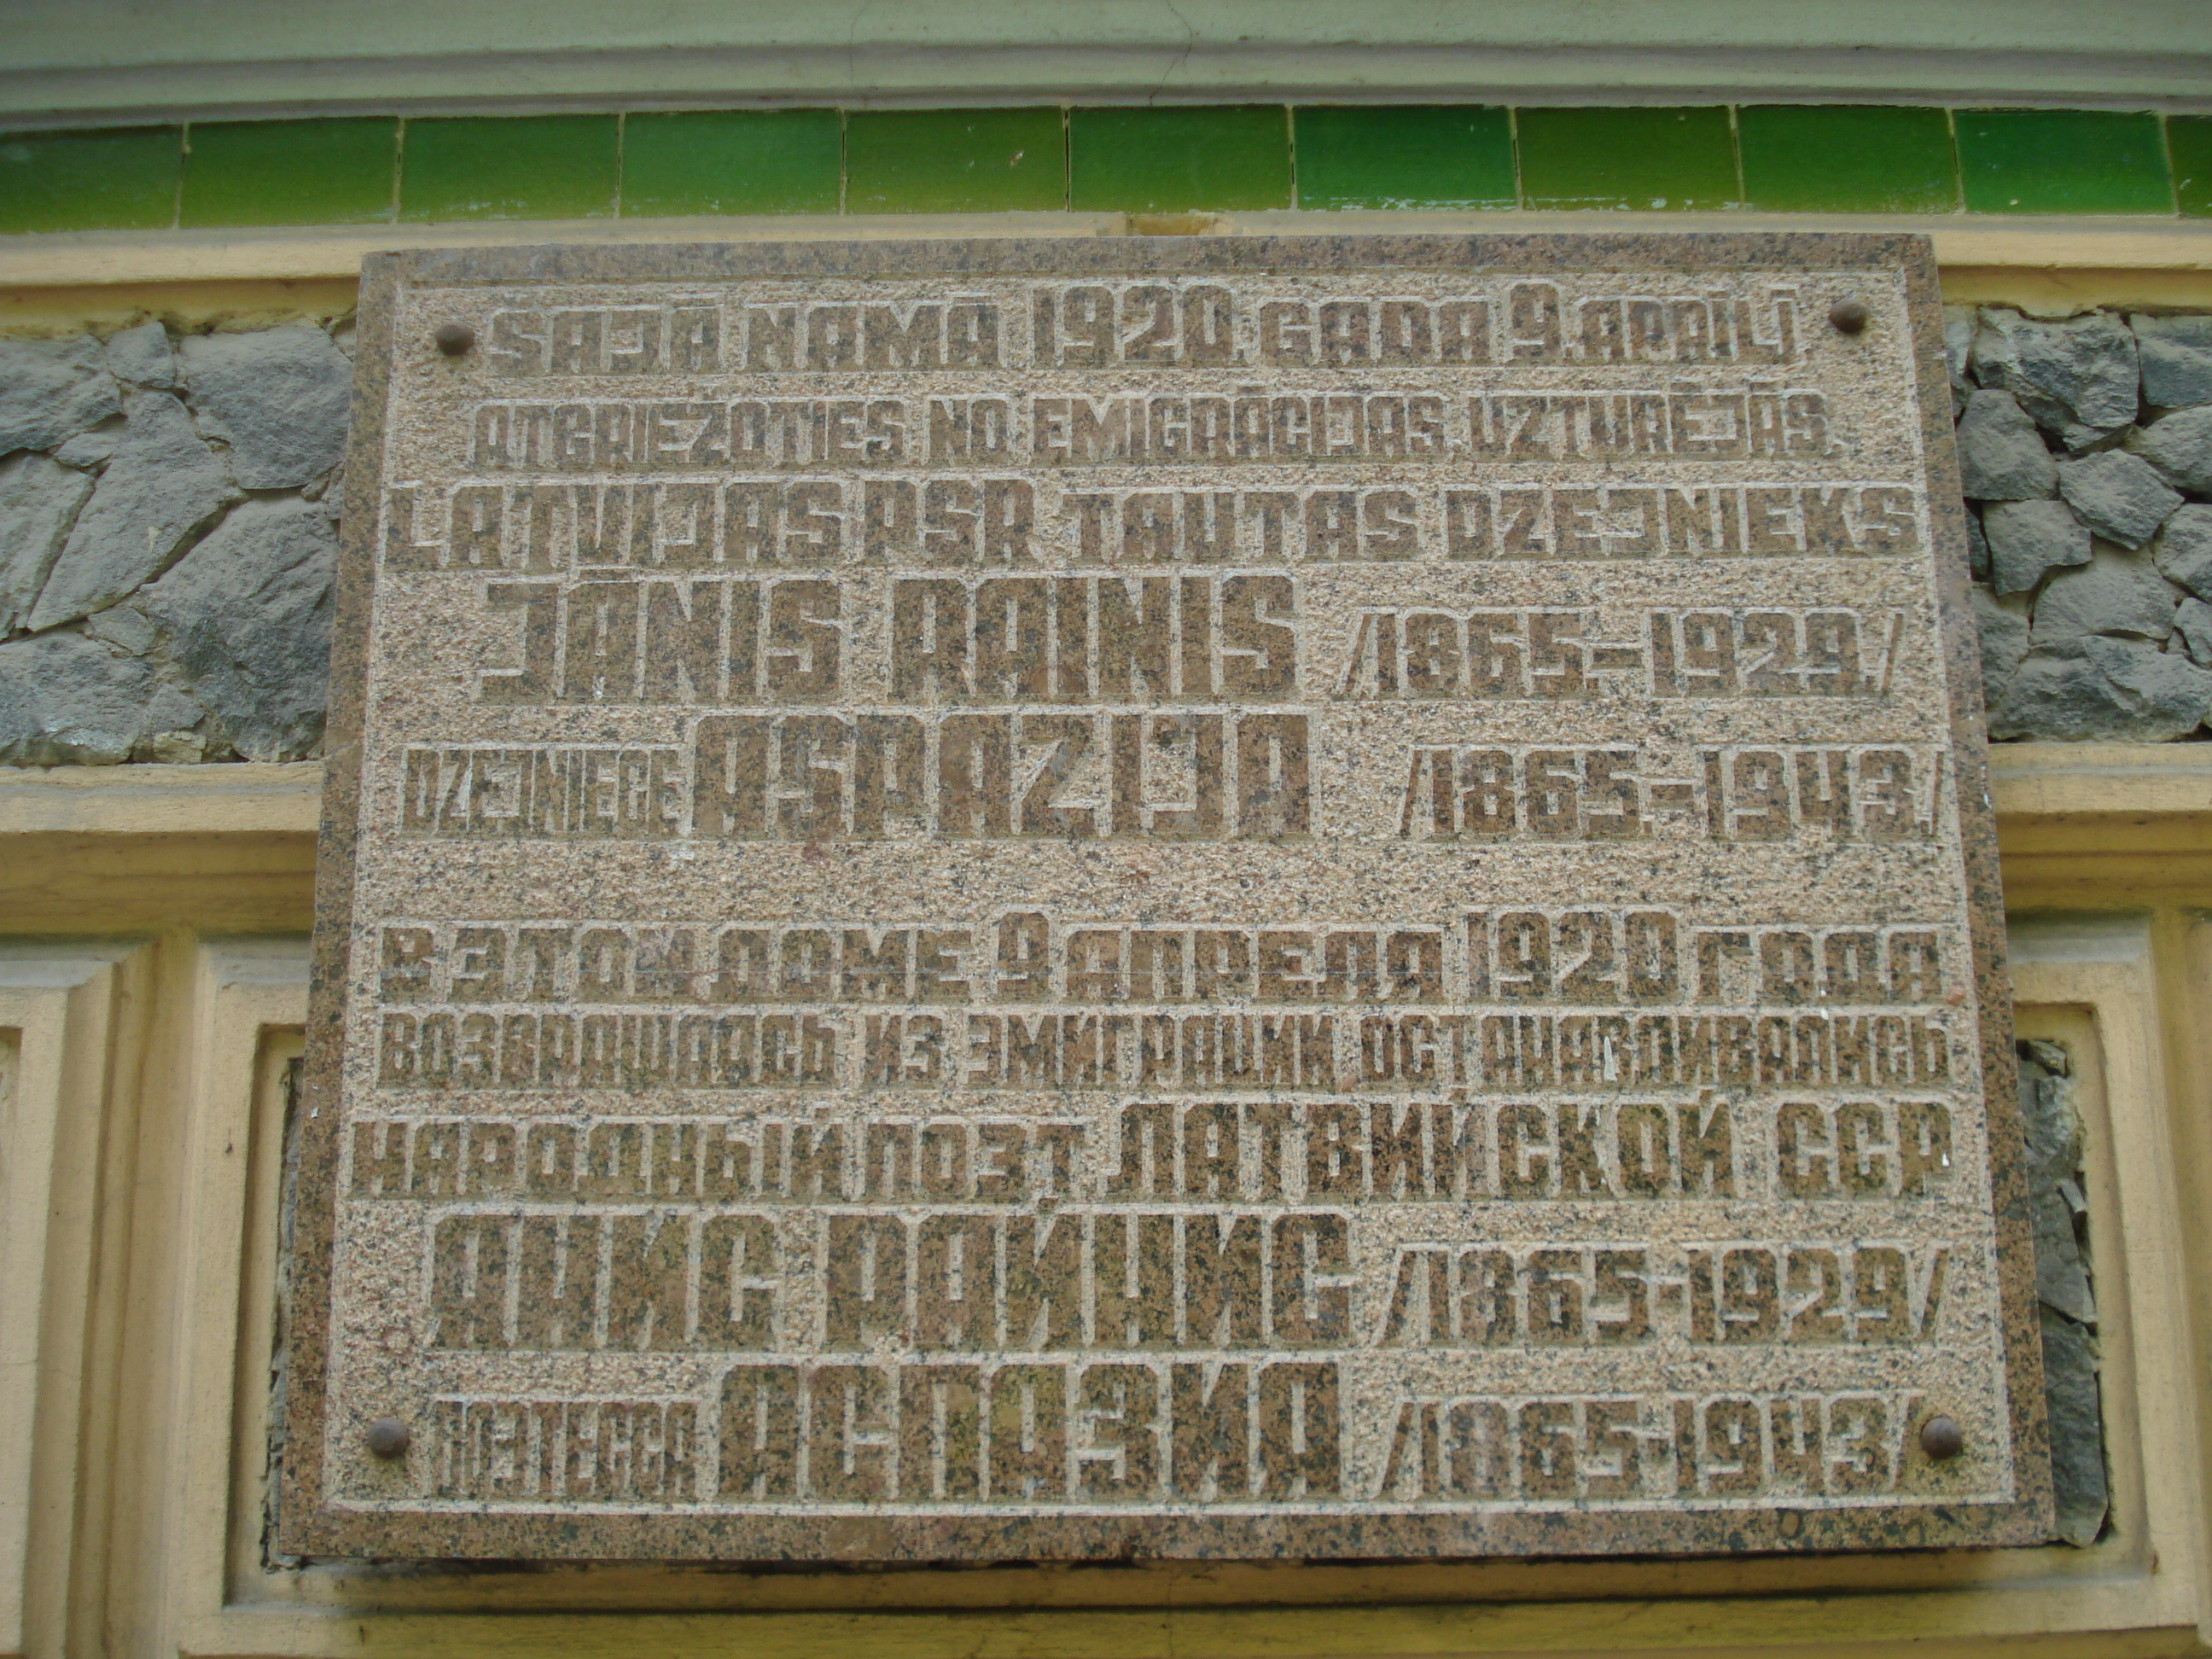 ŠAJĀ NAMĀ 1920. GADA 9. APRĪLĪ
ATGRIEŽOTIES NO EMIGRĀCIJAS UZTURĒJĀS
LATVIJAS PSR TAUTAS DZEJNIEKS
JĀNIS RAINIS /1865.–1929./
DZEJNIECE ASPAZIJA /1865.–1943./
В ЭТОМ ДОМЕ 9 АПРЕЛЯ 1920 ГОДА
ВОЗВРАЩАЯСЬ ИЗ ЭМИГРАЦИИ ОСТАНАВЛИВАЛИСЬ
НАРОДНЫЙ ПОЭТ ЛАТВИЙСКОЙ ССР
ЯНИС РАЙНИС /1865-1929/
ПОЭТЕССА АСПАЗИЯ /1865-1943/